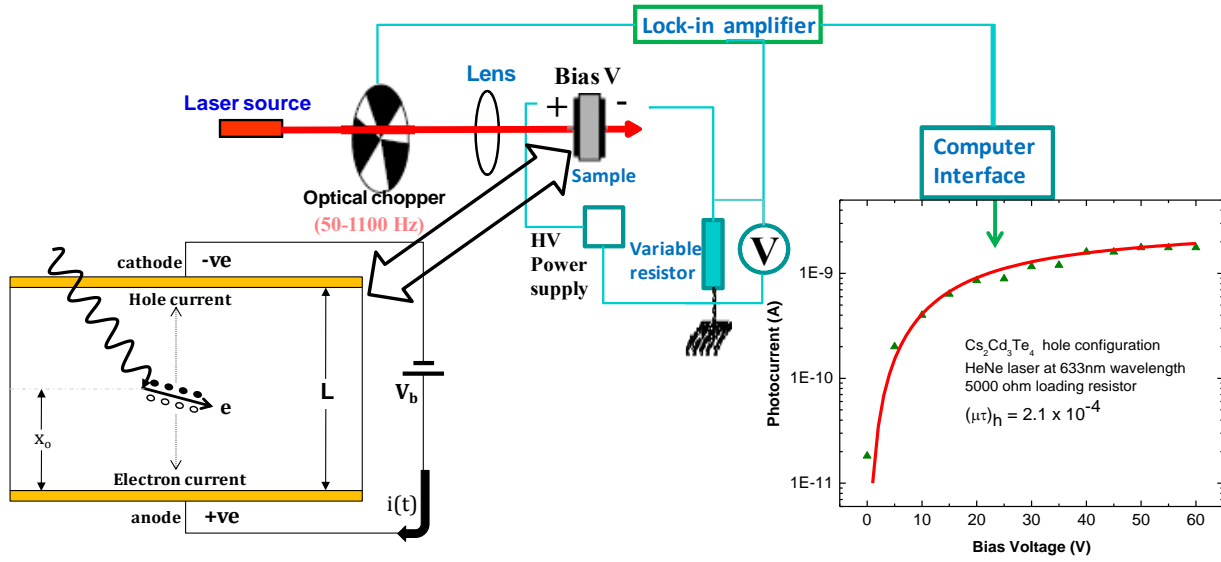 Lock-in amplifier
Bias V
Lens
Laser source
+
-
Sample
Computer
Interface
Optical chopper
(50-1100 Hz)
HV
Power
supply
Variable
resistor
V
cathode
-ve
Hole current
L
e
V_b
x_o
Electron current
anode
+ve
i(t)
1E-9
1E-10
1E-11
Photocurrent (A)
Cs2Cd3Te4 hole configuration
HeNe laser at 633nm wavelength
5000 ohm loading resistor
(μτ)h = 2.1 x 10^-4
0 10 20 30 40 50 60
Bias Voltage (V)